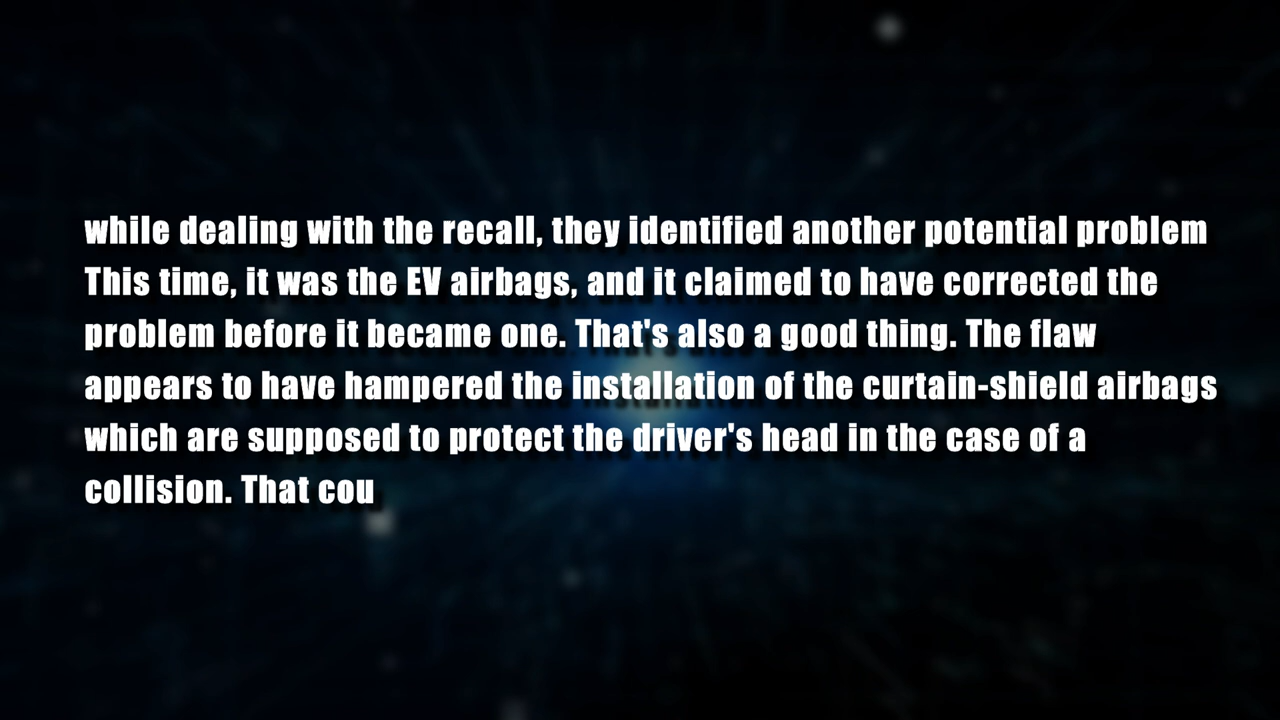 while dealing with the recall, they identified another potential problem
This time, it was the EV airbags, and it claimed to have corrected the
problem before it became one. That's also a good thing. The flaw
appears to have hampered the installation of the curtain-shield airbags
which are supposed to protect the driver's head in the case of a
collision. That cou